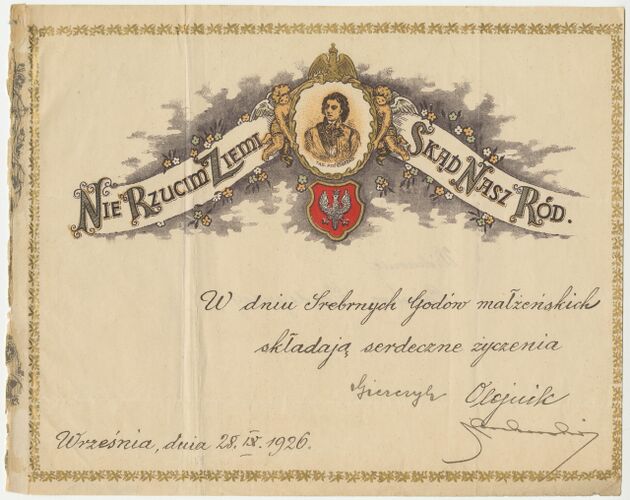 NIE RZUCIM ZIEMI
SKĄD NASZ RÓD.
W dniu Srebrnych Godów małżeńskich
składają serdeczne życzenia
Olejnik
Września, dnia 28. IX. 1926.